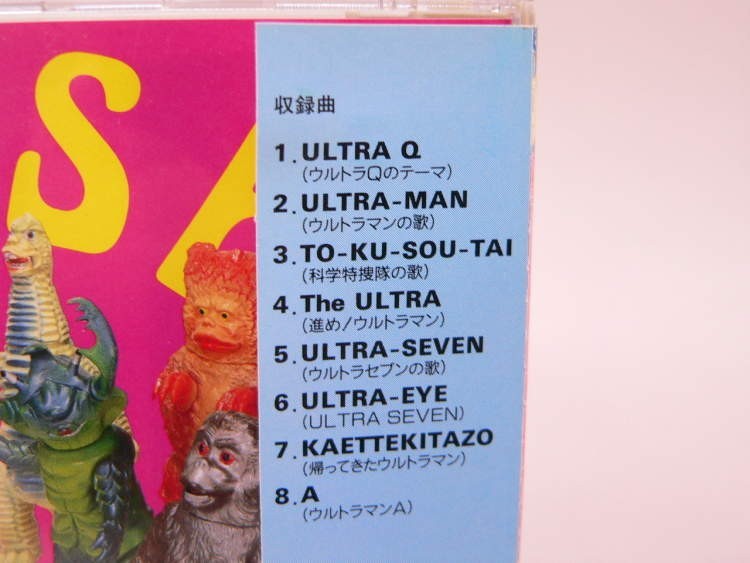 S
収録曲
1.ULTRA Q
(ウルトラQのテーマ)
2.ULTRA-MAN
(ウルトラマンの歌)
3.TO-KU-SOU-TAI
(科学特捜隊の歌)
4.The ULTRA
(進め!ウルトラマン)
5.ULTRA-SEVEN
(ウルトラセブンの歌)
6.ULTRA-EYE
(ULTRA SEVEN)
7.KAETTEKITAZO
(帰ってきたウルトラマン)
8.A
(ウルトラマンA)